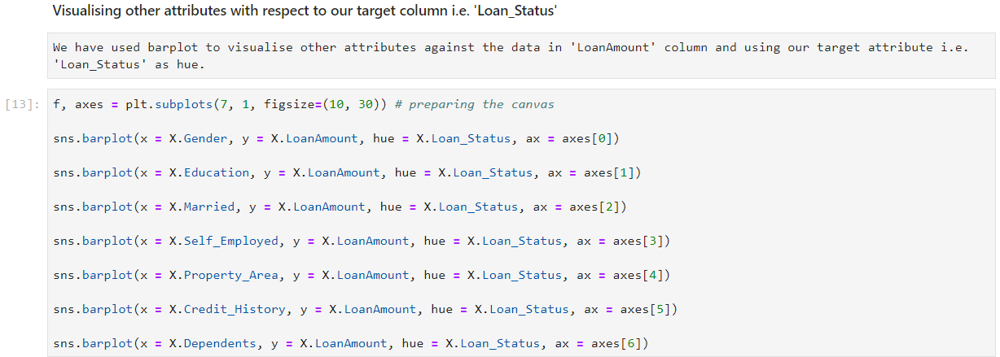 Visualising other attributes with respect to our target column i.e. 'Loan_Status'
We have used barplot to visualise other attributes against the data in 'LoanAmount' column and using our target attribute i.e.
'Loan_Status' as hue.
[13]: f, axes = plt.subplots(7, 1, figsize=(10, 30)) # preparing the canvas
sns.barplot(x = X.Gender, y = X.LoanAmount, hue = X.Loan_Status, ax = axes[0])
sns.barplot(x = X.Education, y = X.LoanAmount, hue = X.Loan_Status, ax = axes[1])
sns.barplot(x = X.Married, y = X.LoanAmount, hue = X.Loan_Status, ax = axes[2])
sns.barplot(x = X.Self_Employed, y = X.LoanAmount, hue = X.Loan_Status, ax = axes[3])
sns.barplot(x = X.Property_Area, y = X.LoanAmount, hue = X.Loan_Status, ax = axes[4])
sns.barplot(x = X.Credit_History, y = X.LoanAmount, hue = X.Loan_Status, ax = axes[5])
sns.barplot(x = X.Dependents, y = X.LoanAmount, hue = X.Loan_Status, ax = axes[6])